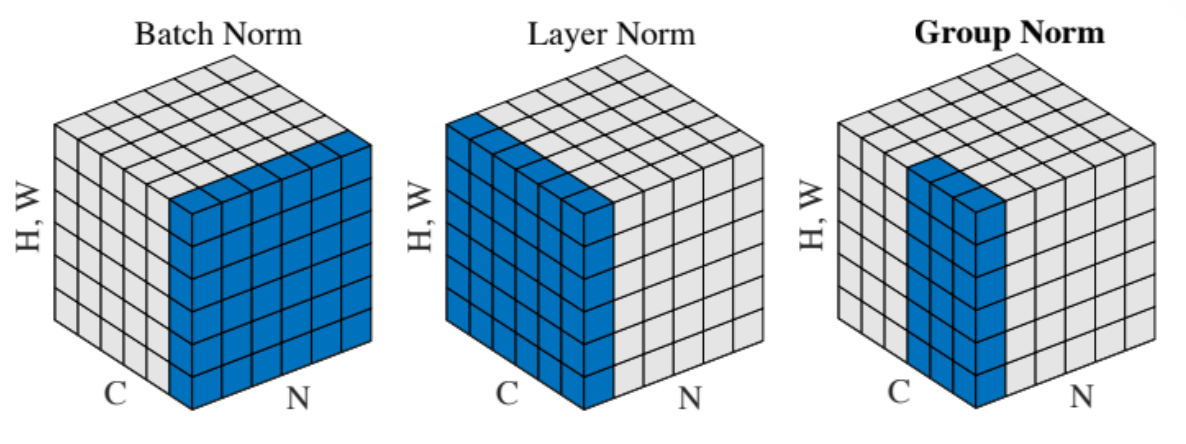 Batch Norm
Layer Norm
Group Norm
H, W
C
N
H, W
C
N
H, W
C
N